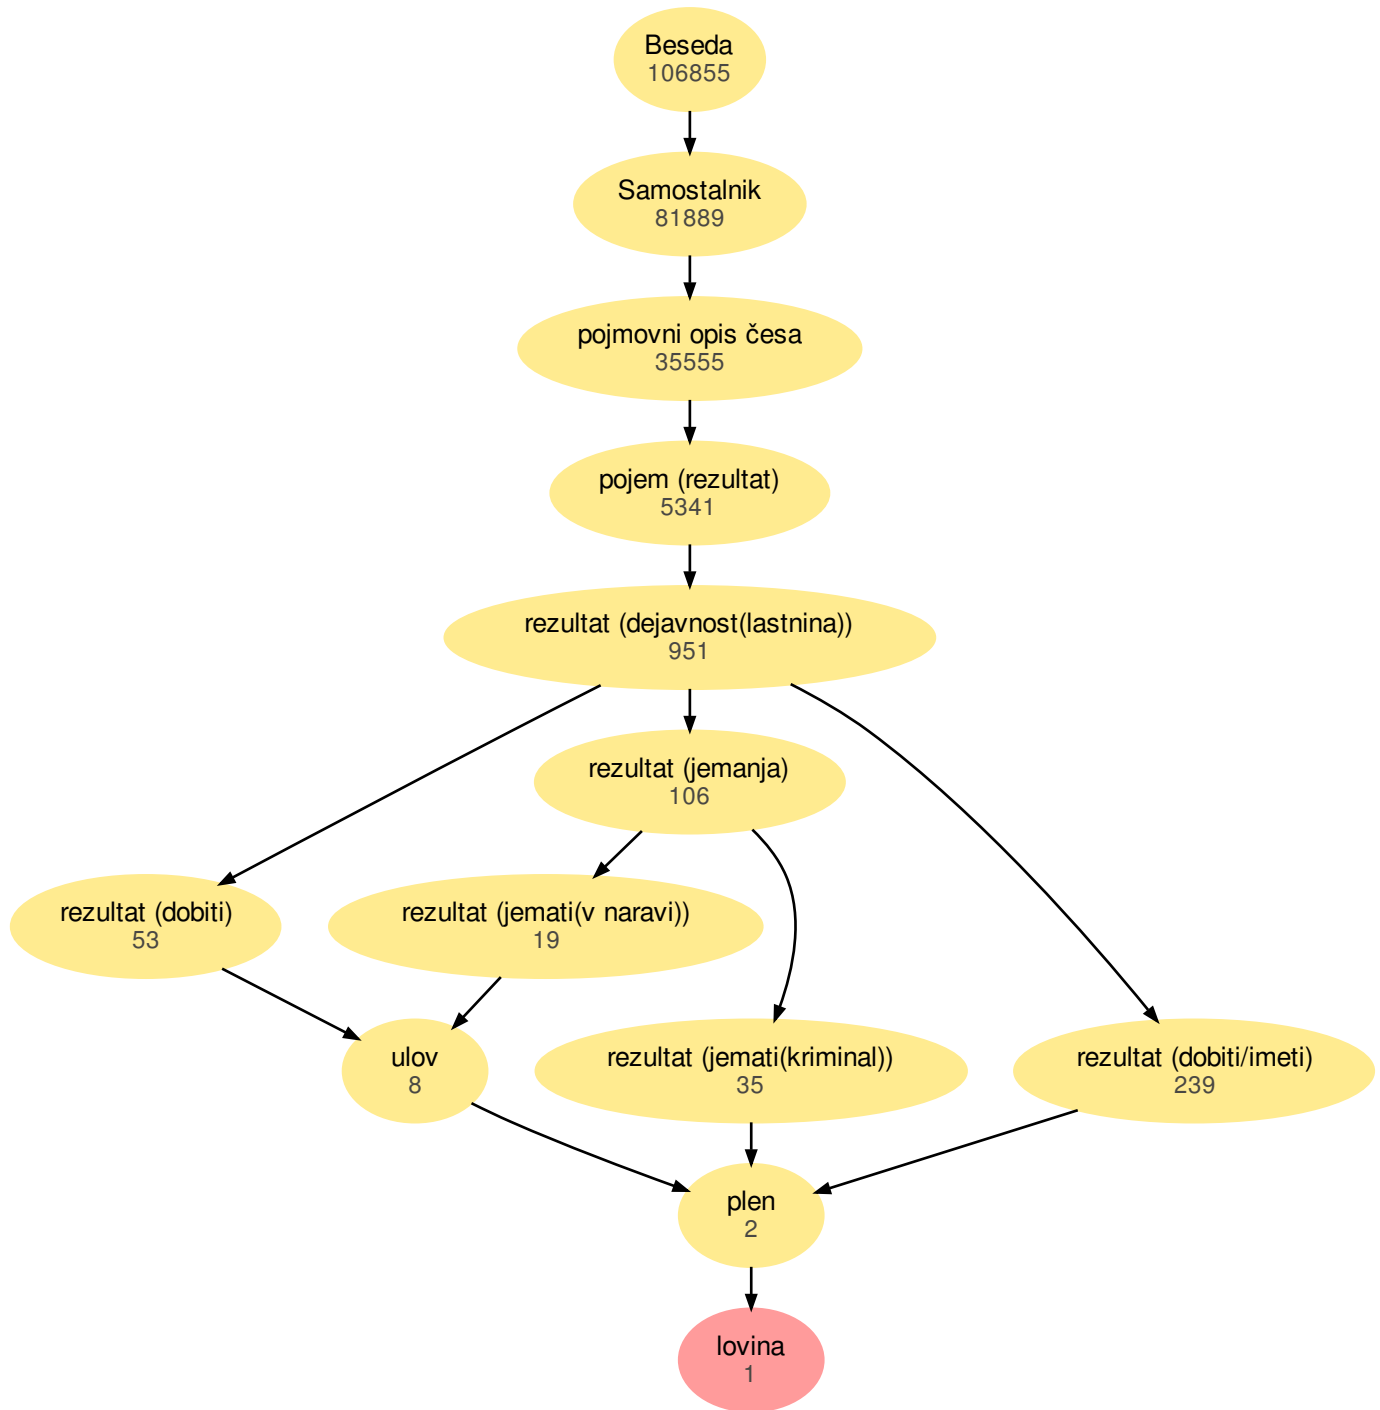 Beseda
106855
Samostalnik
81889
pojmovni opis česa
35555
pojem (rezultat)
5341
rezultat (dejavnost(lastnina))
951
rezultat (jemanja)
106
rezultat (dobiti)
53
rezultat (jemati(v naravi))
19
ulov
8
rezultat (jemati(kriminal))
35
rezultat (dobiti/imeti)
239
plen
2
lovina
1